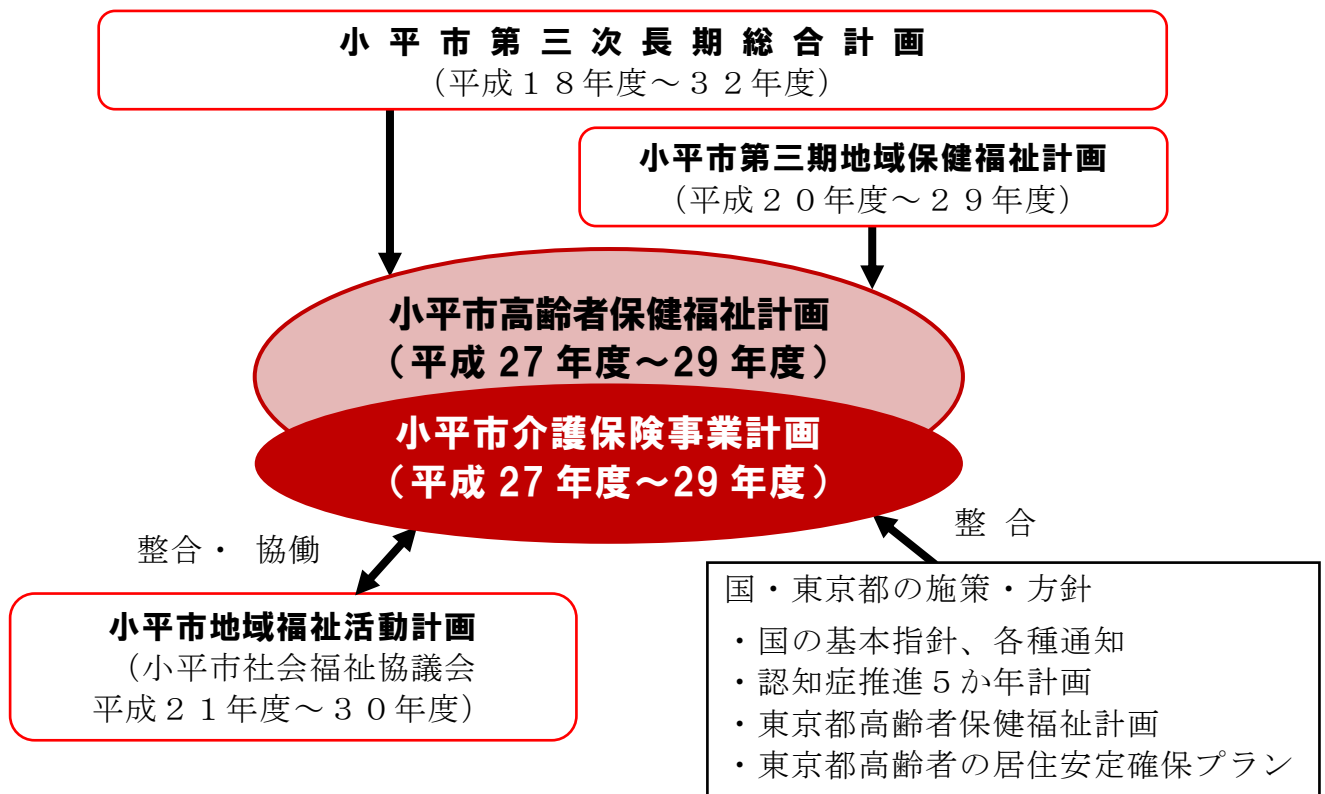 小平市第三次長期総合計画
（平成１８年度～３２年度）
小平市第三期地域保健福祉計画
（平成２０年度～２９年度）
小平市高齢者保健福祉計画
（平成 27 年度～29 年度）
小平市介護保険事業計画
（平成 27 年度～29 年度）
整合・ 協働
整 合
小平市地域福祉活動計画
（小平市社会福祉協議会
平成２１年度～３０年度）
国・東京都の施策・方針
・国の基本指針、各種通知
・認知症推進５か年計画
・東京都高齢者保健福祉計画
・東京都高齢者の居住安定確保プラン